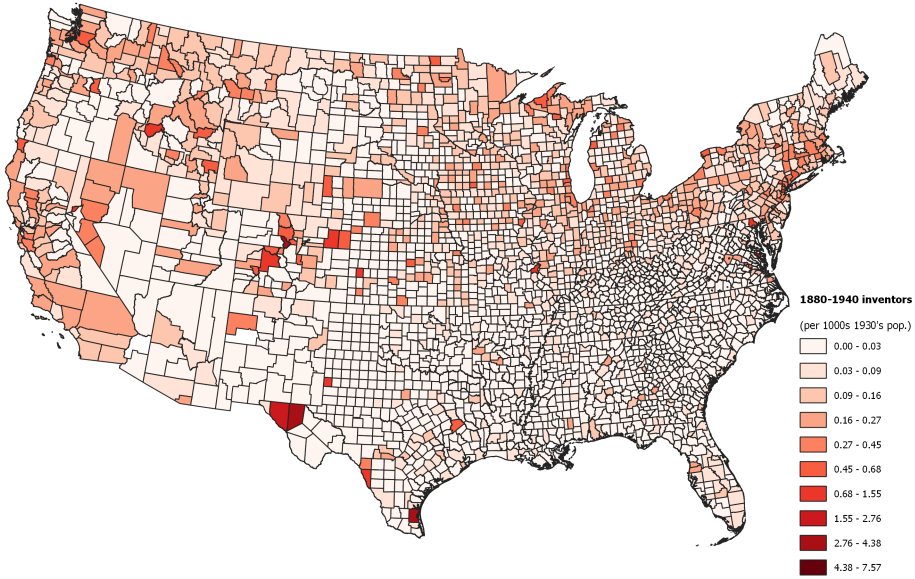 1880-1940 inventors
(per 1000s 1930's pop.)
0.00 - 0.03
0.03 - 0.09
0.09 - 0.16
0.16 - 0.27
0.27 - 0.45
0.45 - 0.68
0.68 - 1.55
1.55 - 2.76
2.76 - 4.38
4.38 - 7.57